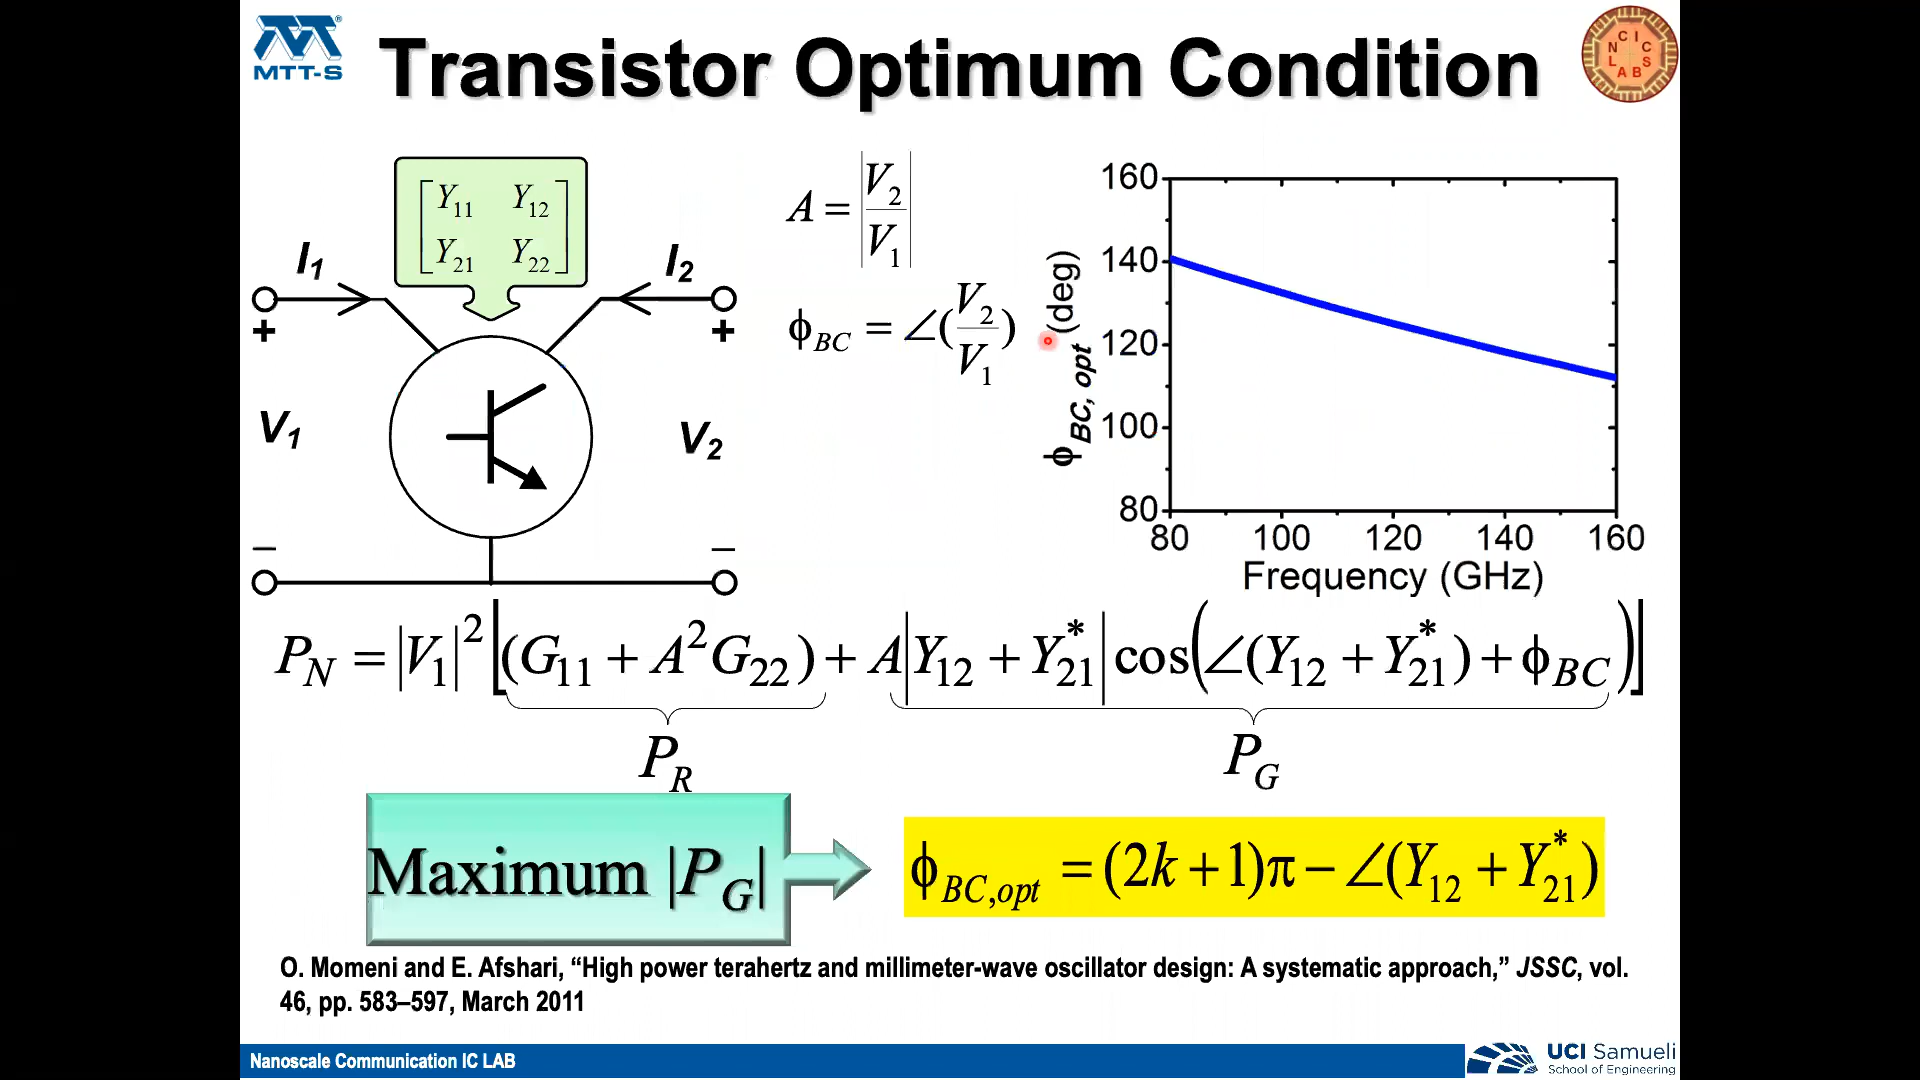 MTT-S
Transistor Optimum Condition
CICS
NLABS
[Y11 Y12
Y21 Y22]
I1
I2
+
+
V1
V2
–
–
A = |V2/V1|
ϕBC = ∠(V2/V1)
ϕBC, opt (deg)
160
140
120
100
80
80 100 120 140 160
Frequency (GHz)
PN = |V1|² [(G11 + A²G22) + A|Y12 + Y21*| cos(∠(Y12 + Y21*) + ϕBC)]
PR
PG
Maximum |PG|
ϕBC,opt = (2k + 1)π − ∠(Y12 + Y21*)
O. Momeni and E. Afshari, “High power terahertz and millimeter-wave oscillator design: A systematic approach,” JSSC, vol.
46, pp. 583–597, March 2011
Nanoscale Communication IC LAB
UCI Samueli
School of Engineering